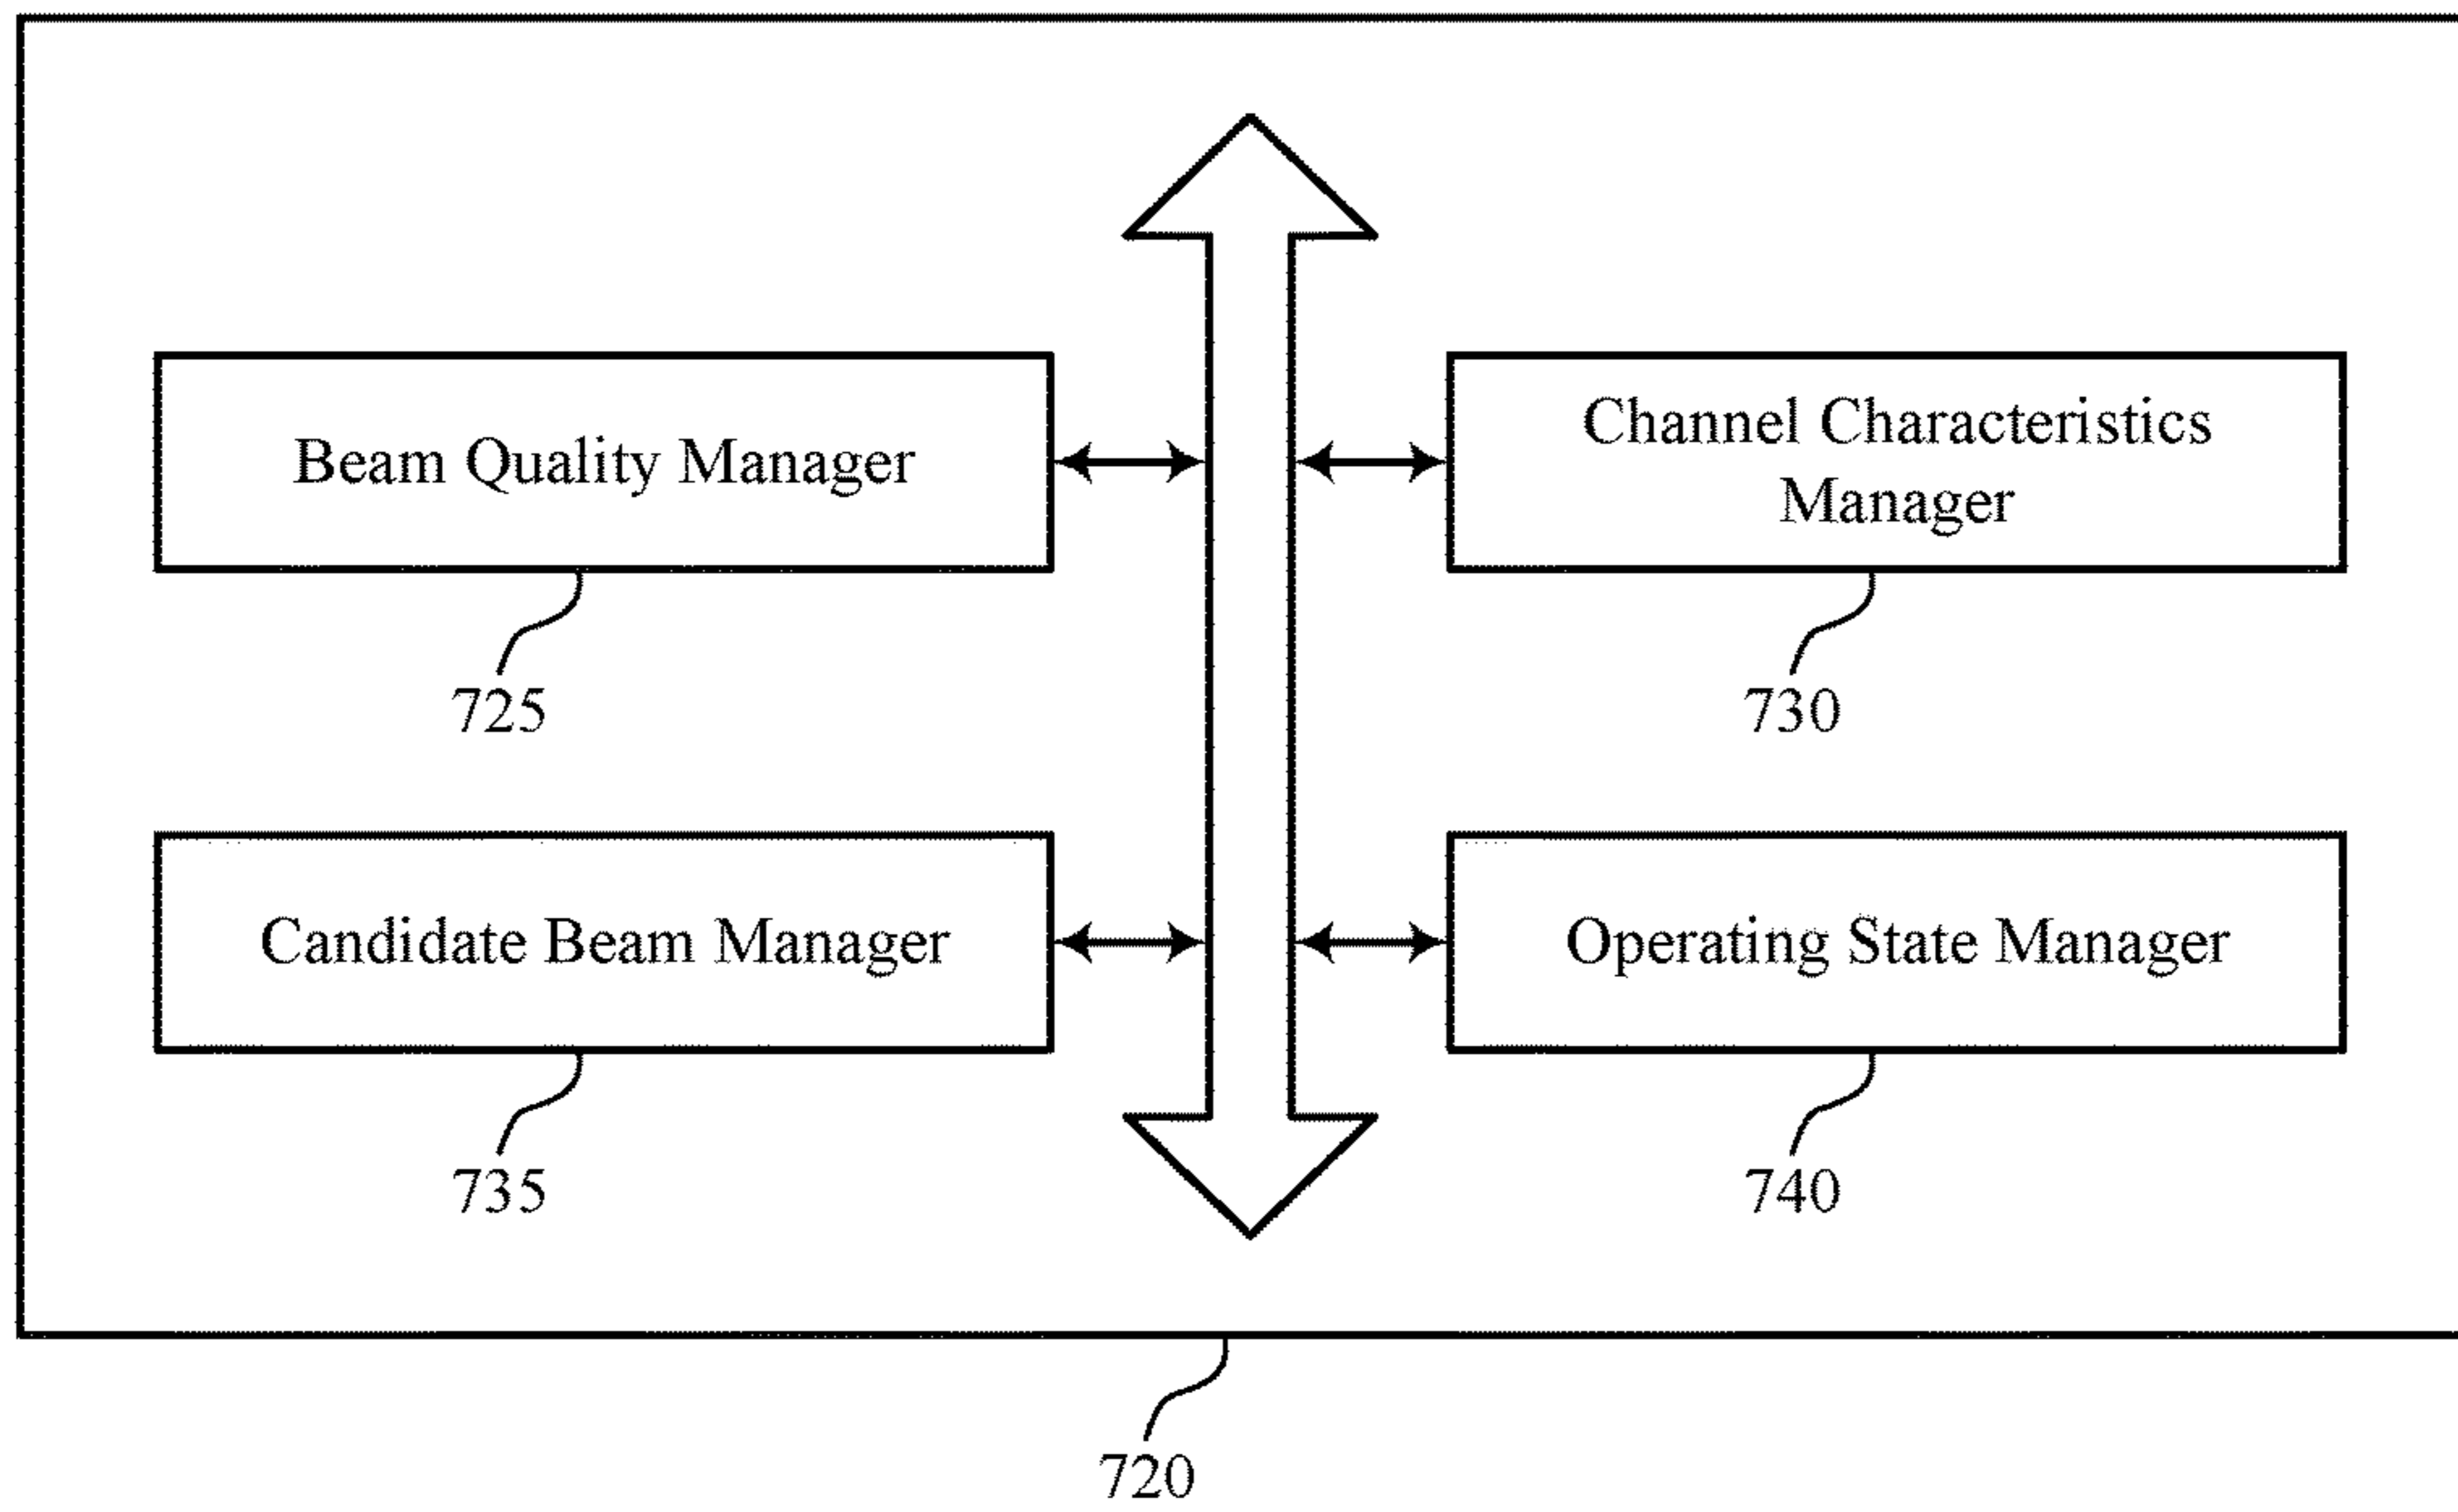 Beam Quality Manager
725
Channel Characteristics
Manager
730
Candidate Beam Manager
735
Operating State Manager
740
720